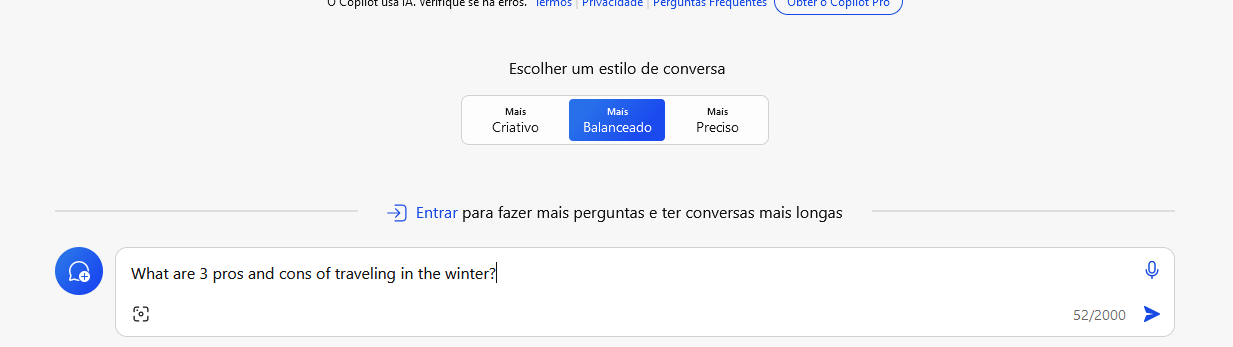 O Copilot usa IA. Verifique se há erros. Termos | Privacidade | Perguntas Frequentes Obter o Copilot Pro
Escolher um estilo de conversa
Mais Mais Mais
Criativo Balanceado Preciso
Entrar para fazer mais perguntas e ter conversas mais longas
What are 3 pros and cons of traveling in the winter?
52/2000